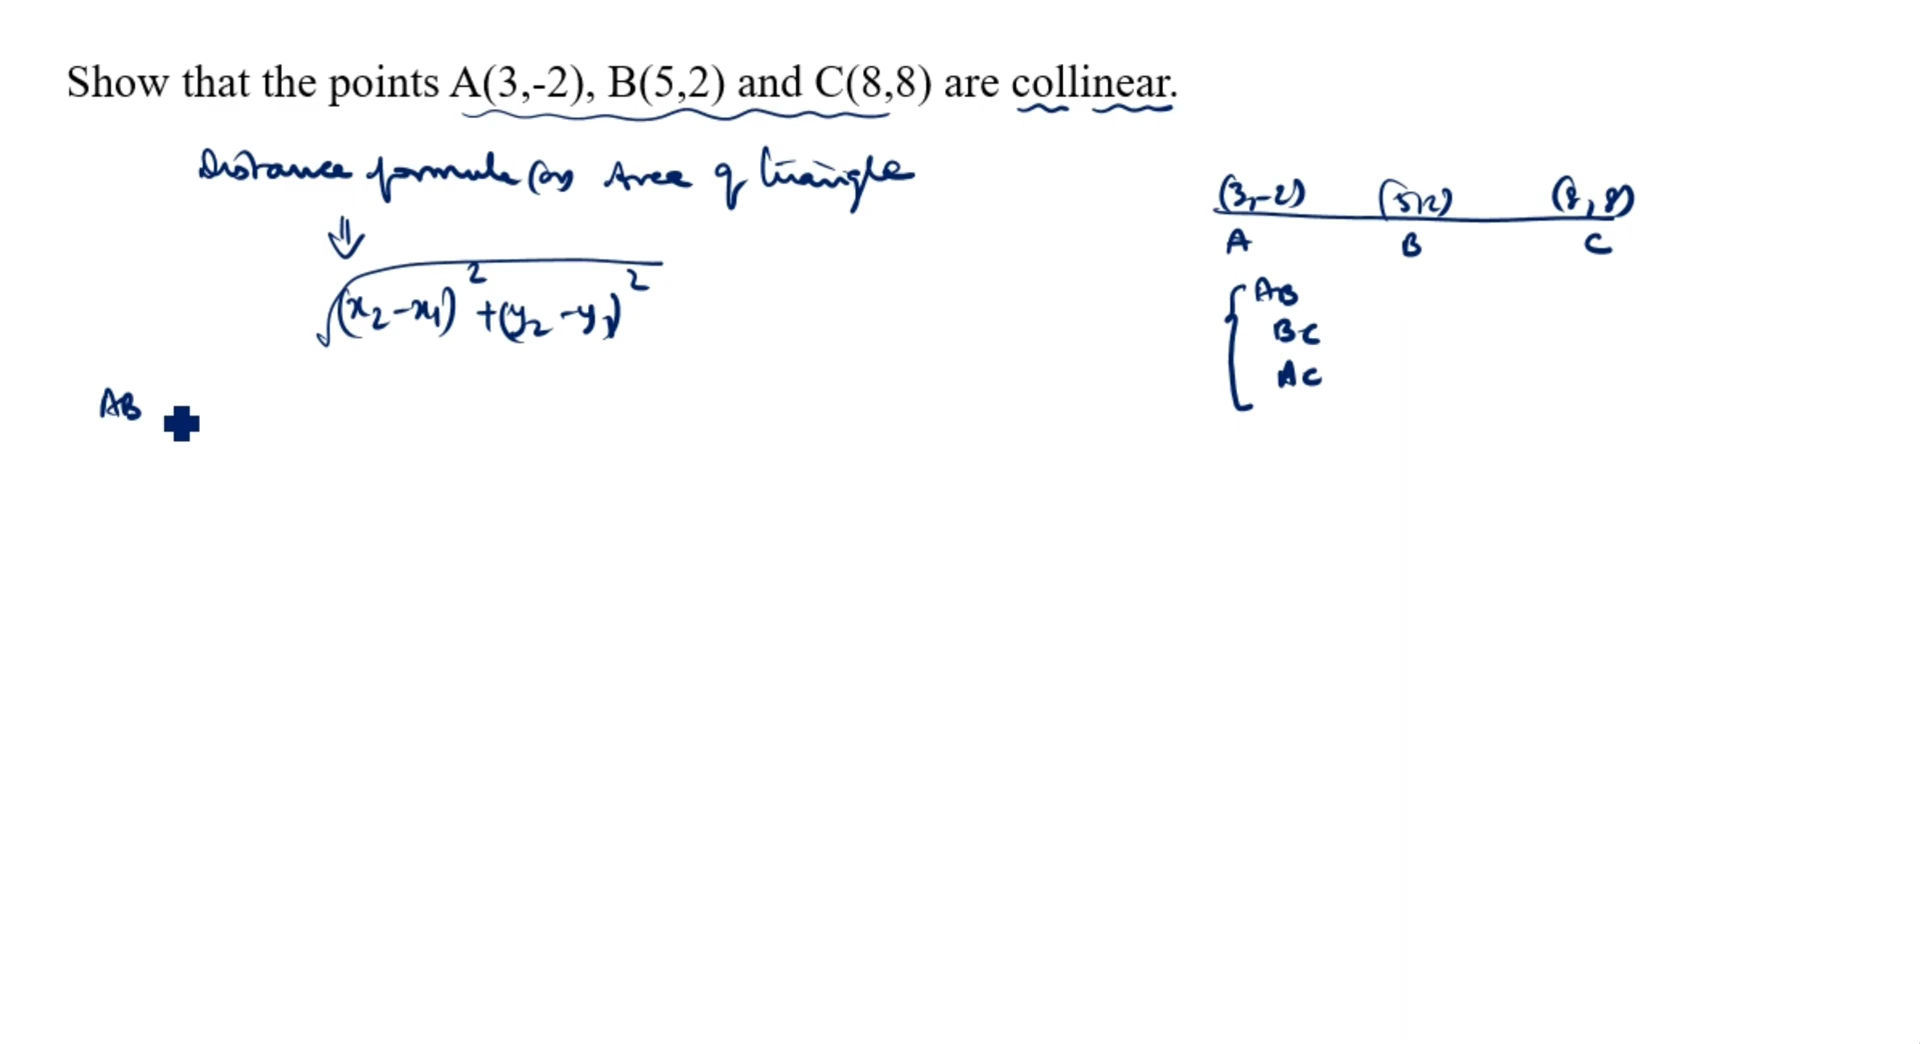 Show that the points A(3,-2), B(5,2) and C(8,8) are collinear.
Distance formula (or) Area of triangle
(3,-2) (5,2) (8,8)
A B C
√(x₂-x₁)²+(y₂-y₁)²
AB
BC
AC
AB